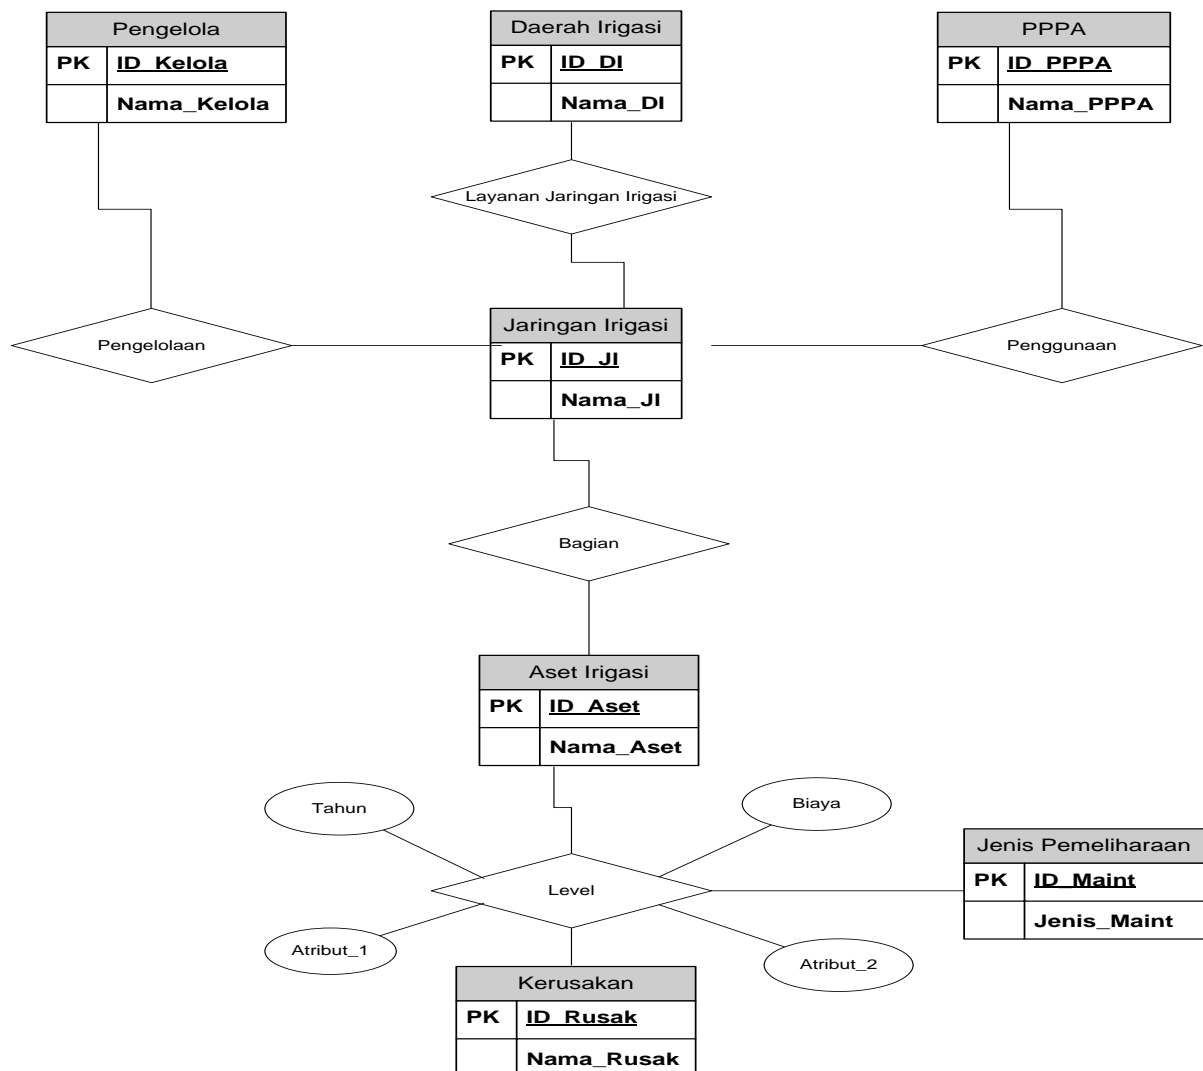 Pengelola
PK ID_Kelola
Nama_Kelola
Daerah Irigasi
PK ID_DI
Nama_DI
PPPA
PK ID_PPPA
Nama_PPPA
Layanan Jaringan Irigasi
Pengelolaan
Jaringan Irigasi
PK ID_JI
Nama_JI
Penggunaan
Bagian
Aset Irigasi
PK ID_Aset
Nama_Aset
Tahun
Biaya
Level
Jenis Pemeliharaan
PK ID_Maint
Jenis_Maint
Atribut_1
Atribut_2
Kerusakan
PK ID_Rusak
Nama_Rusak